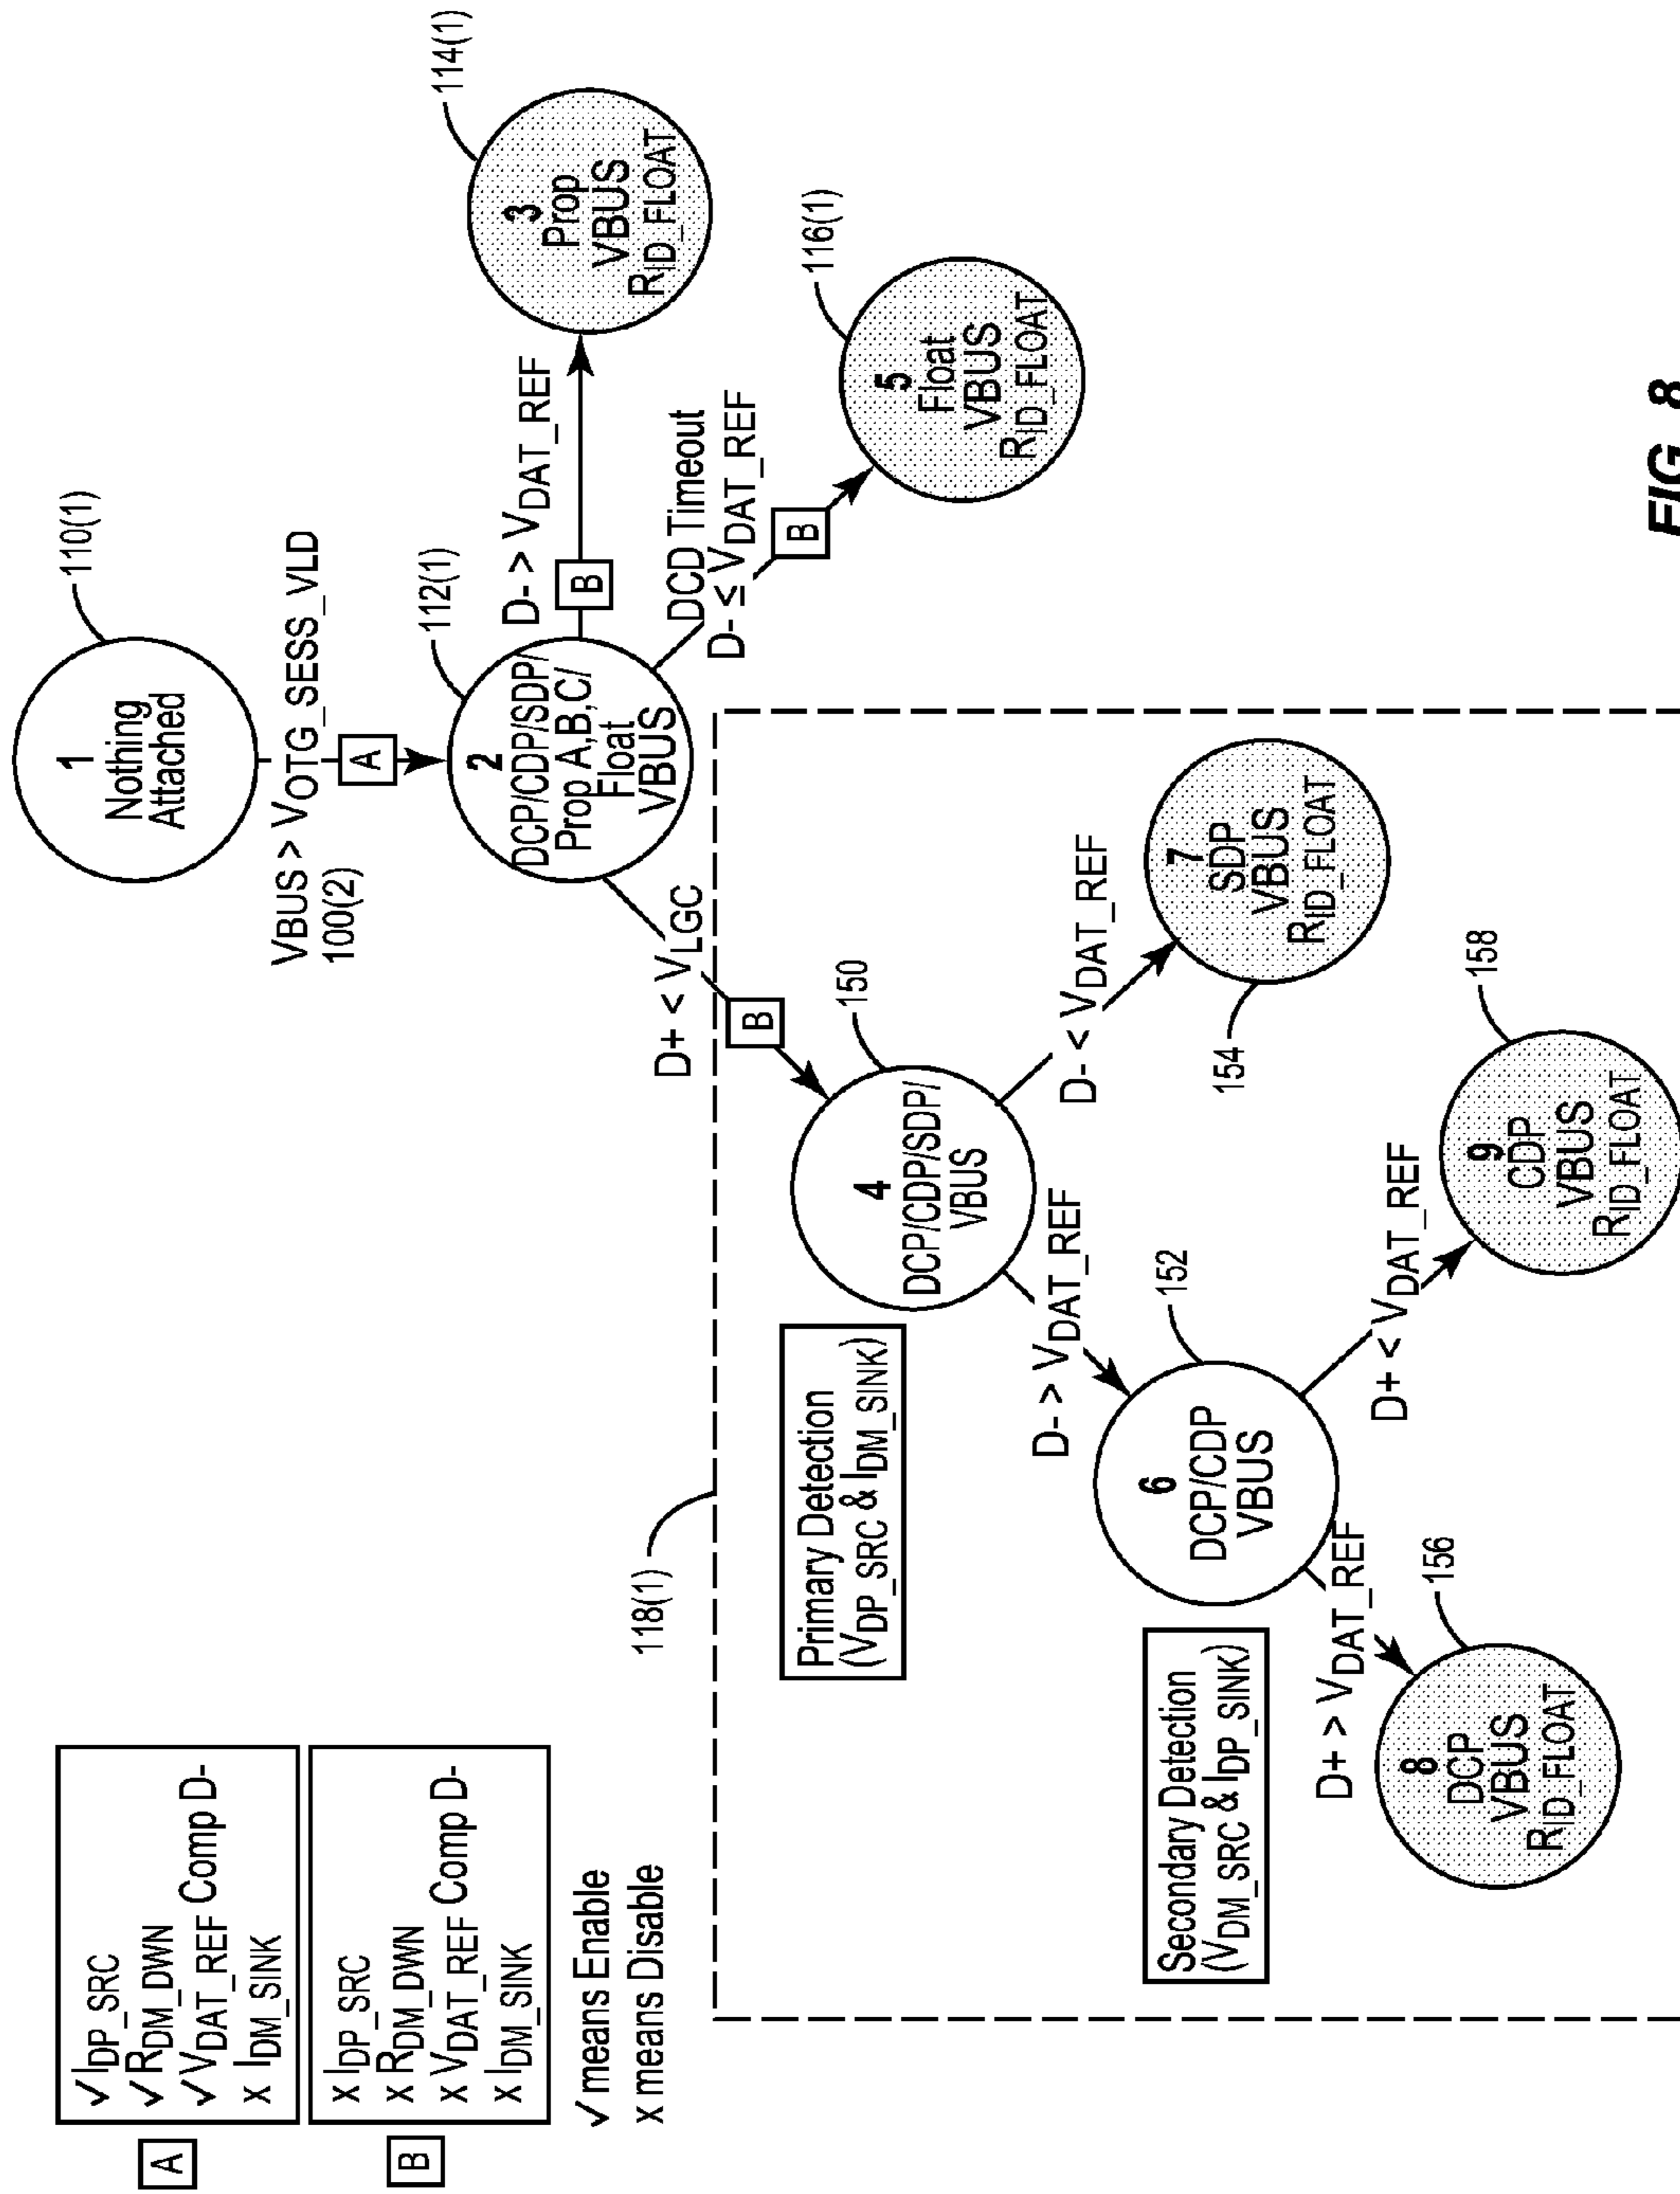 A
✓ IDP_SRC
✓ RDM_DWN
✓ VDAT_REF Comp D-
x IDM_SINK
B
x IDP_SRC
x RDM_DWN
x VDAT_REF Comp D-
x IDM_SINK
✓ means Enable
x means Disable
110(1)
1
Nothing
Attached
VBUS > VOTG_SESS_VLD
100(2)
A
112(1)
2
DCP/CDP/SDP/
Prop A,B,C/
Float
VBUS
D- > VDAT_REF
B
114(1)
3
Prop
VBUS
RID_FLOAT
DCD Timeout
D- ≤ VDAT_REF
B
116(1)
5
Float
VBUS
RID_FLOAT
D+ < VLGC
B
118(1)
Primary Detection
(VDP_SRC & IDM_SINK)
150
4
DCP/CDP/SDP/
VBUS
D- < VDAT_REF
154
7
SDP
VBUS
RID_FLOAT
D- > VDAT_REF
152
Secondary Detection
(VDM_SRC & IDP_SINK)
6
DCP/CDP
VBUS
D+ < VDAT_REF
158
9
CDP
VBUS
RID_FLOAT
D+ > VDAT_REF
156
8
DCP
VBUS
RID_FLOAT
FIG. 8